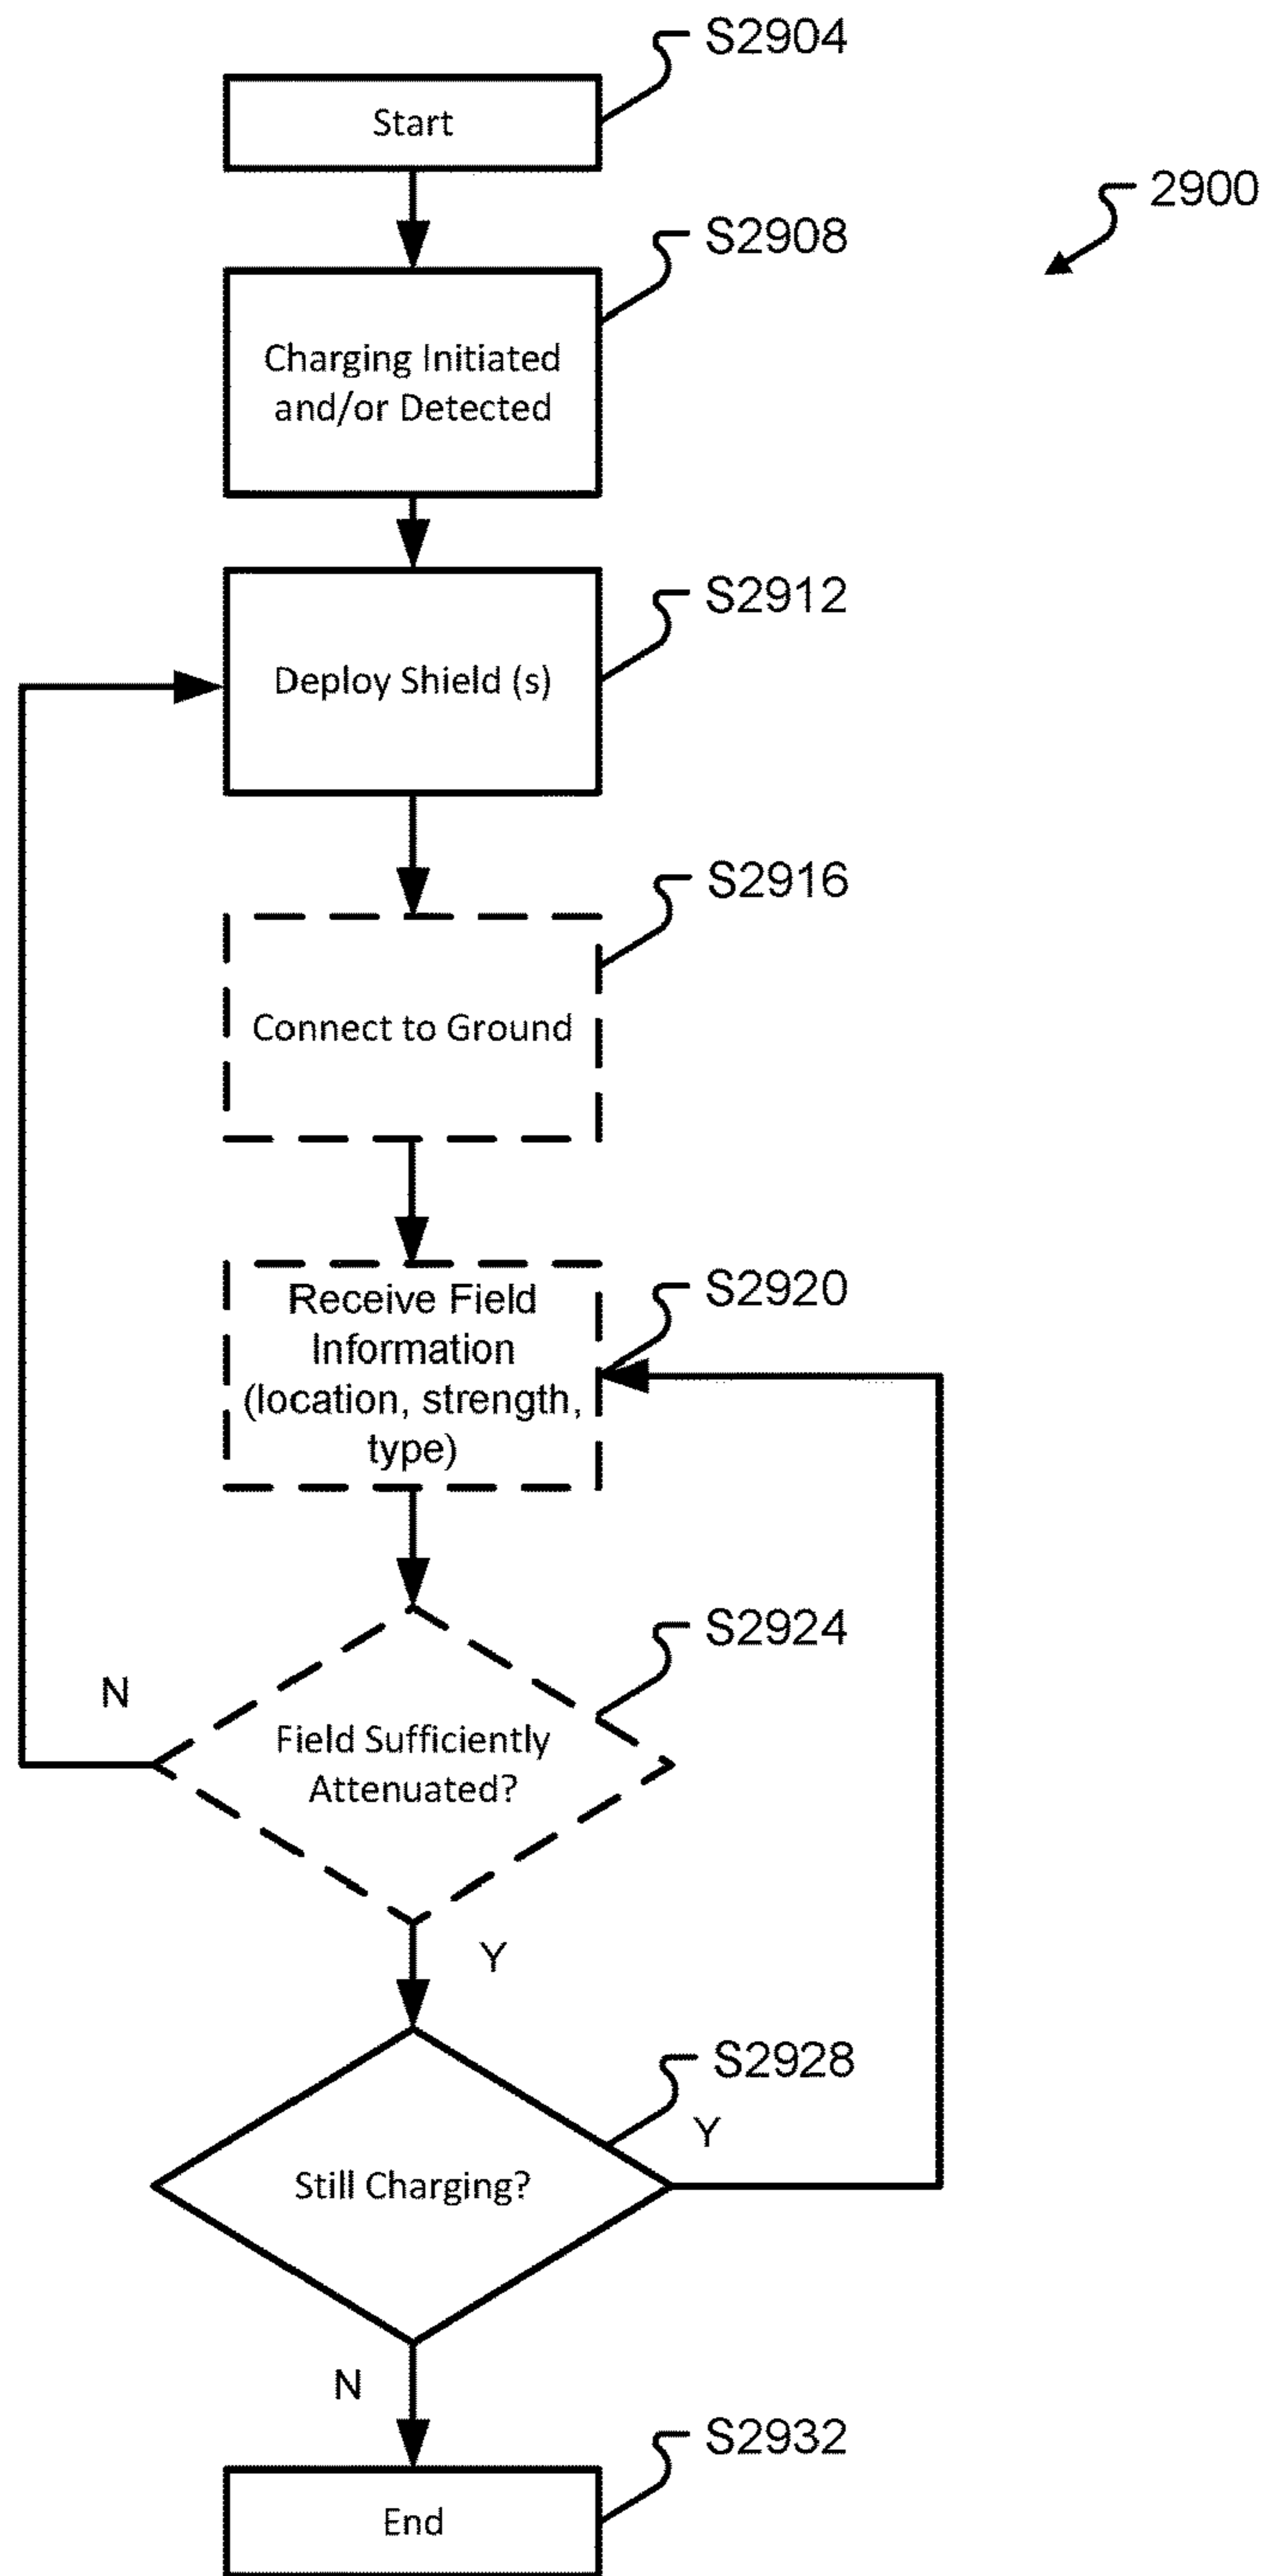 S2904
Start
2900
S2908
Charging Initiated
and/or Detected
S2912
Deploy Shield (s)
S2916
Connect to Ground
S2920
Receive Field
Information
(location, strength,
type)
S2924
N
Field Sufficiently
Attenuated?
Y
S2928
Y
Still Charging?
N
S2932
End